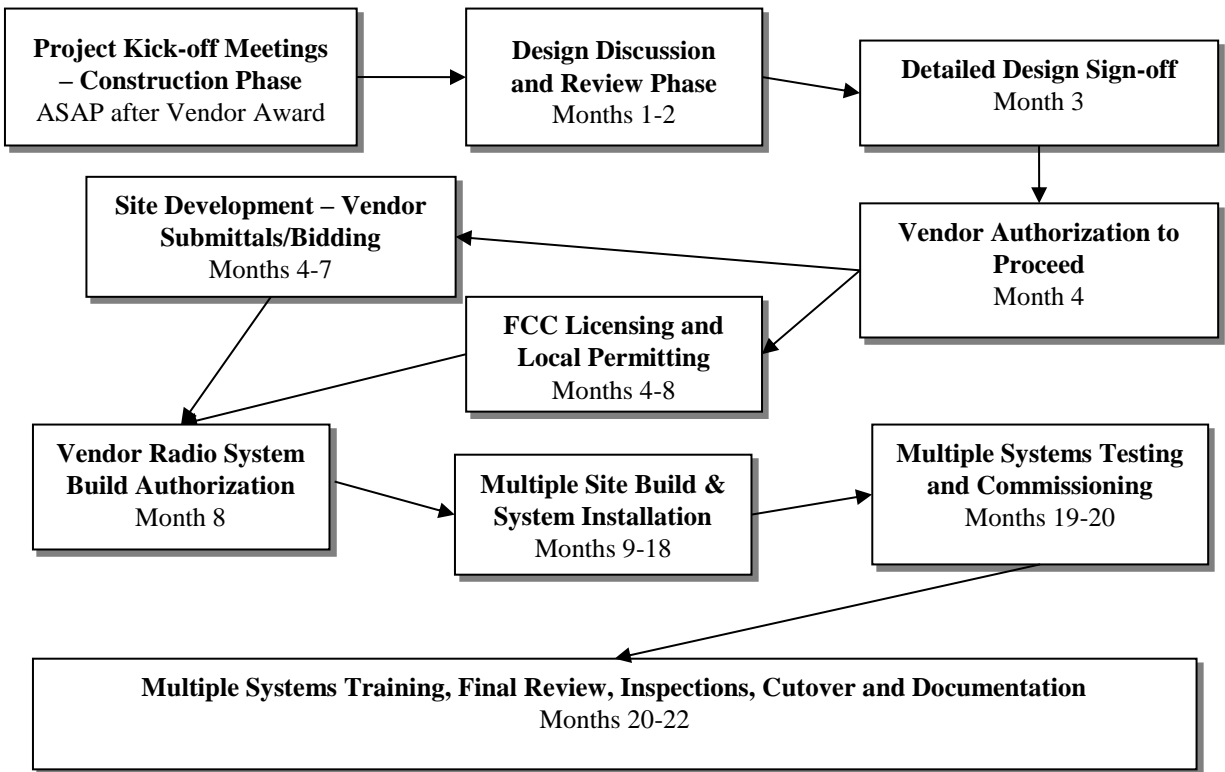 Project Kick-off Meetings
– Construction Phase
ASAP after Vendor Award
Design Discussion
and Review Phase
Months 1-2
Detailed Design Sign-off
Month 3
Vendor Authorization to
Proceed
Month 4
Site Development – Vendor
Submittals/Bidding
Months 4-7
FCC Licensing and
Local Permitting
Months 4-8
Vendor Radio System
Build Authorization
Month 8
Multiple Site Build &
System Installation
Months 9-18
Multiple Systems Testing
and Commissioning
Months 19-20
Multiple Systems Training, Final Review, Inspections, Cutover and Documentation
Months 20-22